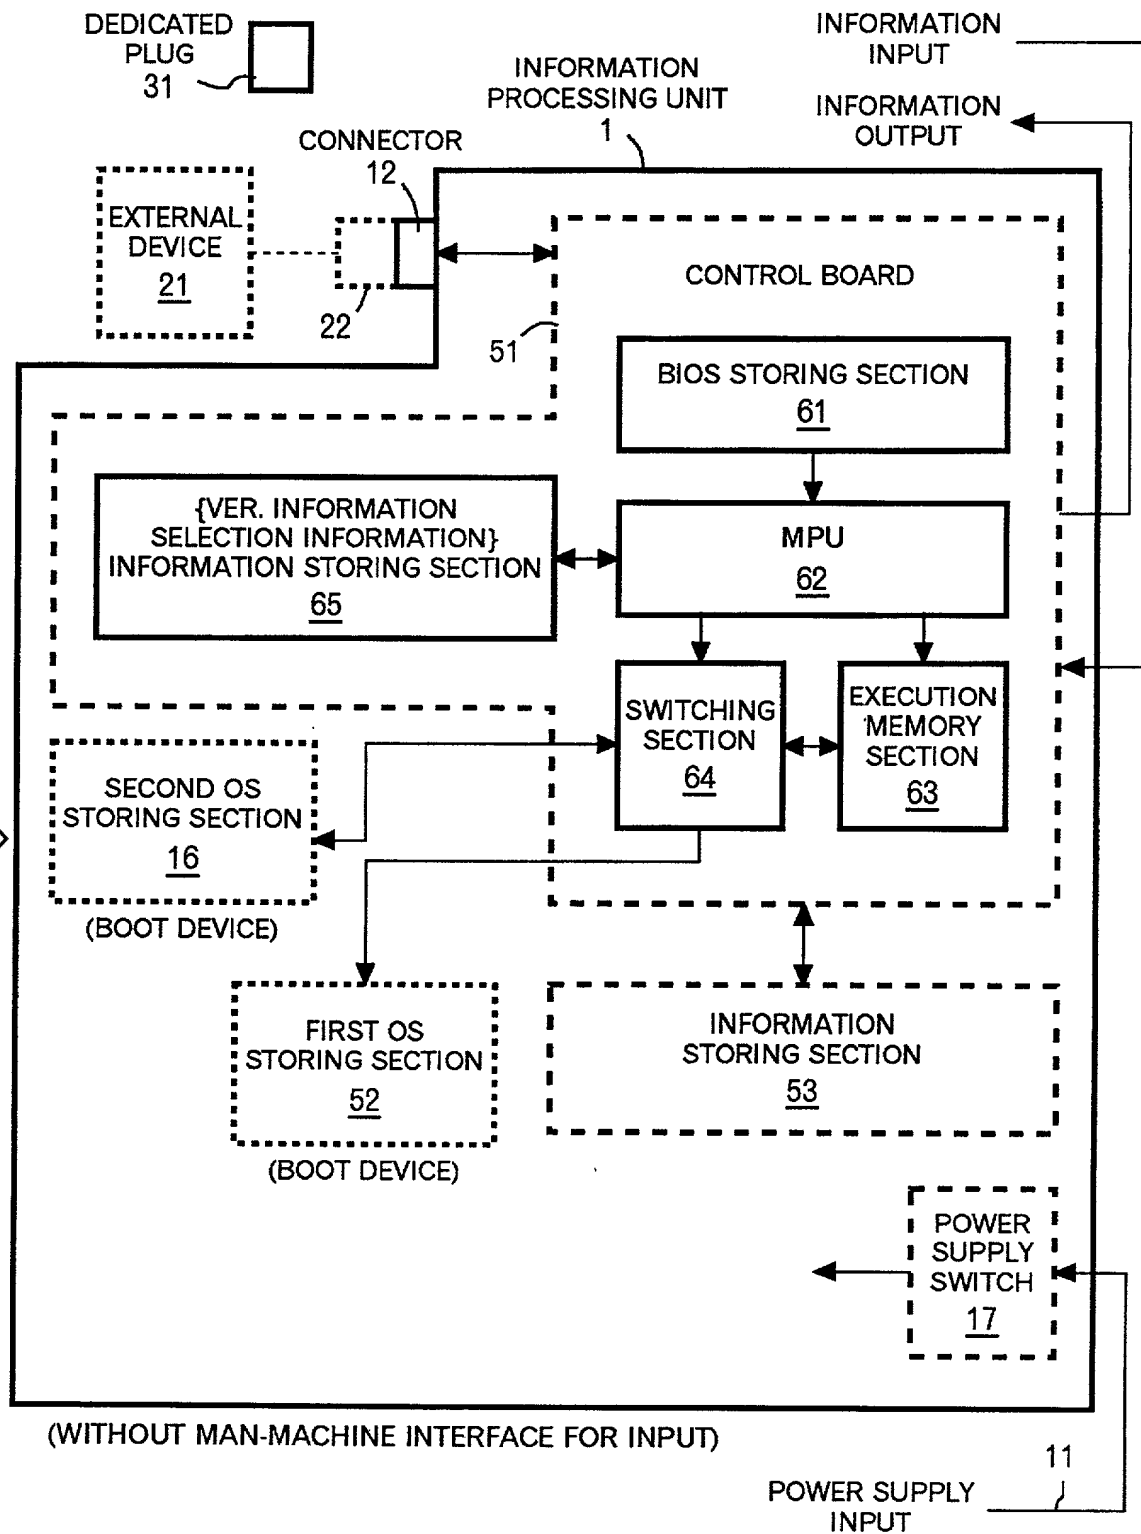 DEDICATED
PLUG
31
INFORMATION
INPUT
INFORMATION
PROCESSING UNIT
1
INFORMATION
OUTPUT
CONNECTOR
12
EXTERNAL
DEVICE
21
22
51
CONTROL BOARD
BIOS STORING SECTION
61
{VER. INFORMATION
SELECTION INFORMATION}
INFORMATION STORING SECTION
65
MPU
62
SWITCHING
SECTION
64
EXECUTION
MEMORY
SECTION
63
SECOND OS
STORING SECTION
16
(BOOT DEVICE)
FIRST OS
STORING SECTION
52
(BOOT DEVICE)
INFORMATION
STORING SECTION
53
POWER
SUPPLY
SWITCH
17
(WITHOUT MAN-MACHINE INTERFACE FOR INPUT)
11
POWER SUPPLY
INPUT